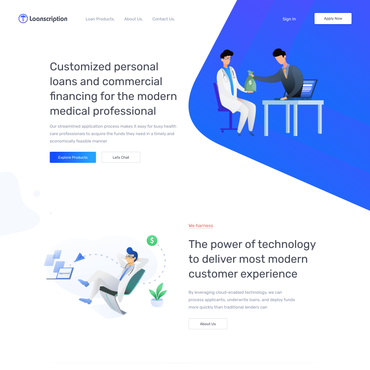 Loanscription
Loan Products
About Us
Contact Us
Sign In
Apply Now
Customized personal
loans and commercial
financing for the modern
medical professional
Our streamlined application process makes it easy for busy health
care professionals to acquire the funds they need in a timely and
economically feasible manner
Explore Products
Lets Chat
We harness
The power of technology
to deliver most modern
customer experience
By leveraging cloud-enabled technology, we can
process applicants, underwrite loans, and deploy funds
more quickly than traditional lenders can.
About Us